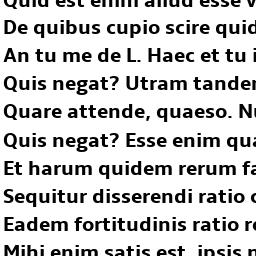 Quid est enim aliud esse v
De quibus cupio scire quid
An tu me de L. Haec et tu i
Quis negat? Utram tander
Quare attende, quaeso. Nu
Quis negat? Esse enim qua
Et harum quidem rerum fa
Sequitur disserendi ratio c
Eadem fortitudinis ratio re
Mihi enim satis est, ipsis n